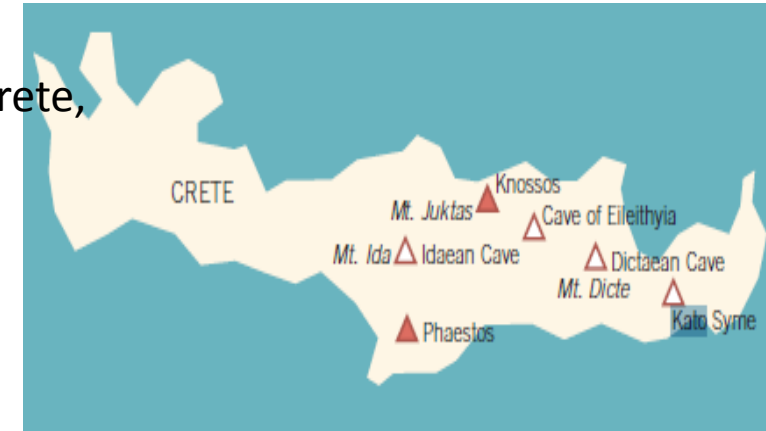 rete,
CRETE
Knossos
Mt. Juktas
Cave of Eileithyia
Mt. Ida
Idaean Cave
Dictaean Cave
Mt. Dicte
Kato Syme
Phaestos